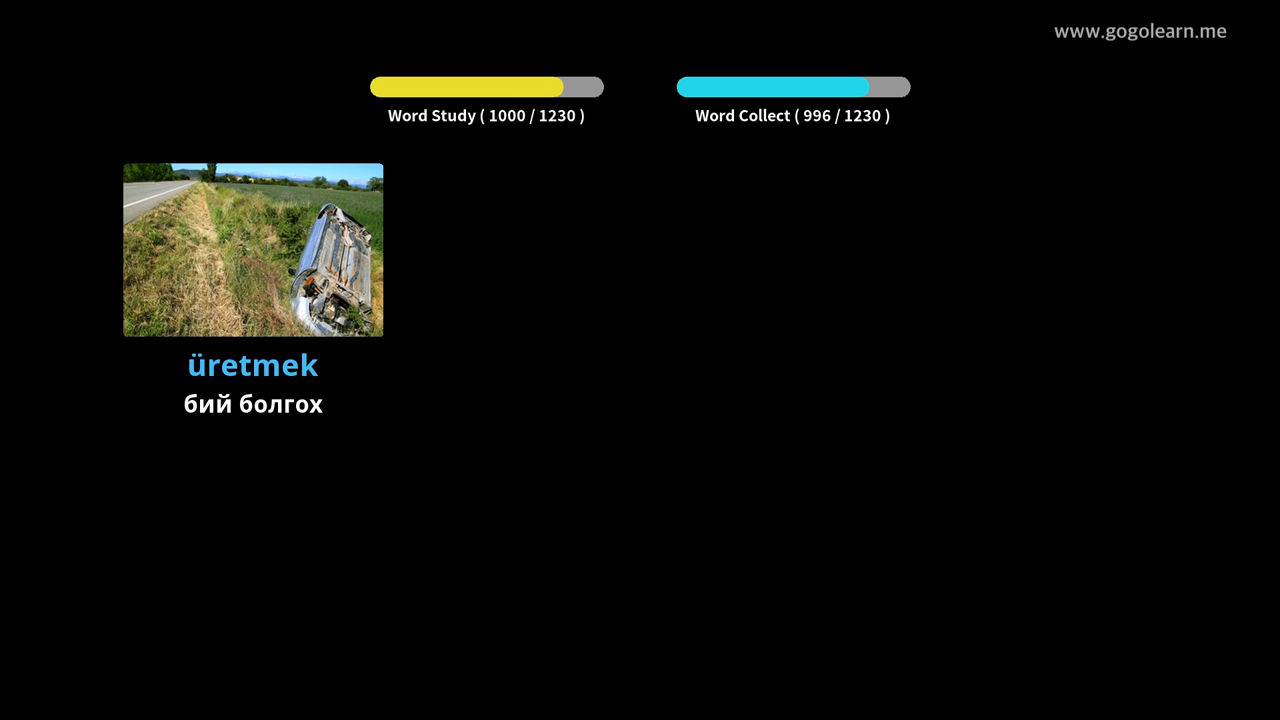 www.gogolearn.me
Word Study ( 1000 / 1230 )
Word Collect ( 996 / 1230 )
üretmek
бий болгох